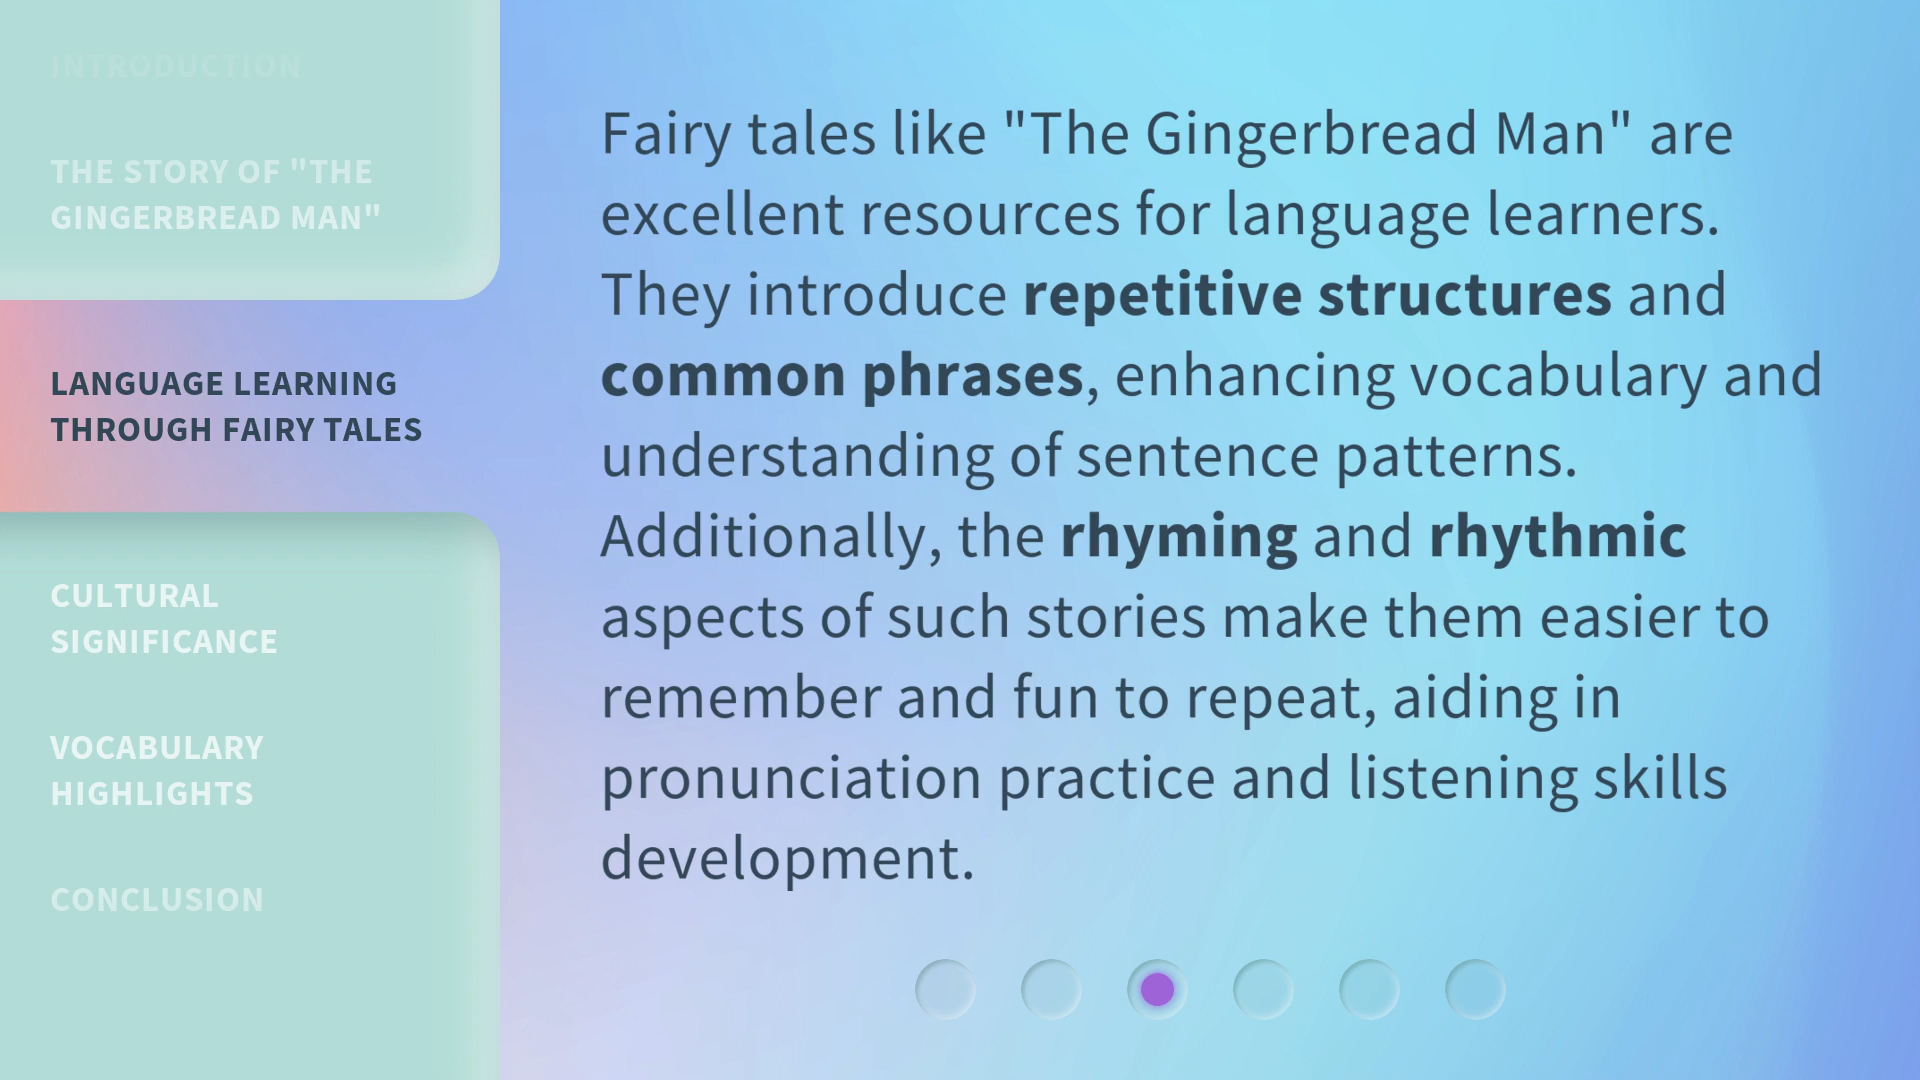 INTRODUCTION
THE STORY OF "THE
GINGERBREAD MAN"
LANGUAGE LEARNING
THROUGH FAIRY TALES
CULTURAL
SIGNIFICANCE
VOCABULARY
HIGHLIGHTS
CONCLUSION
Fairy tales like "The Gingerbread Man" are
excellent resources for language learners.
They introduce repetitive structures and
common phrases, enhancing vocabulary and
understanding of sentence patterns.
Additionally, the rhyming and rhythmic
aspects of such stories make them easier to
remember and fun to repeat, aiding in
pronunciation practice and listening skills
development.